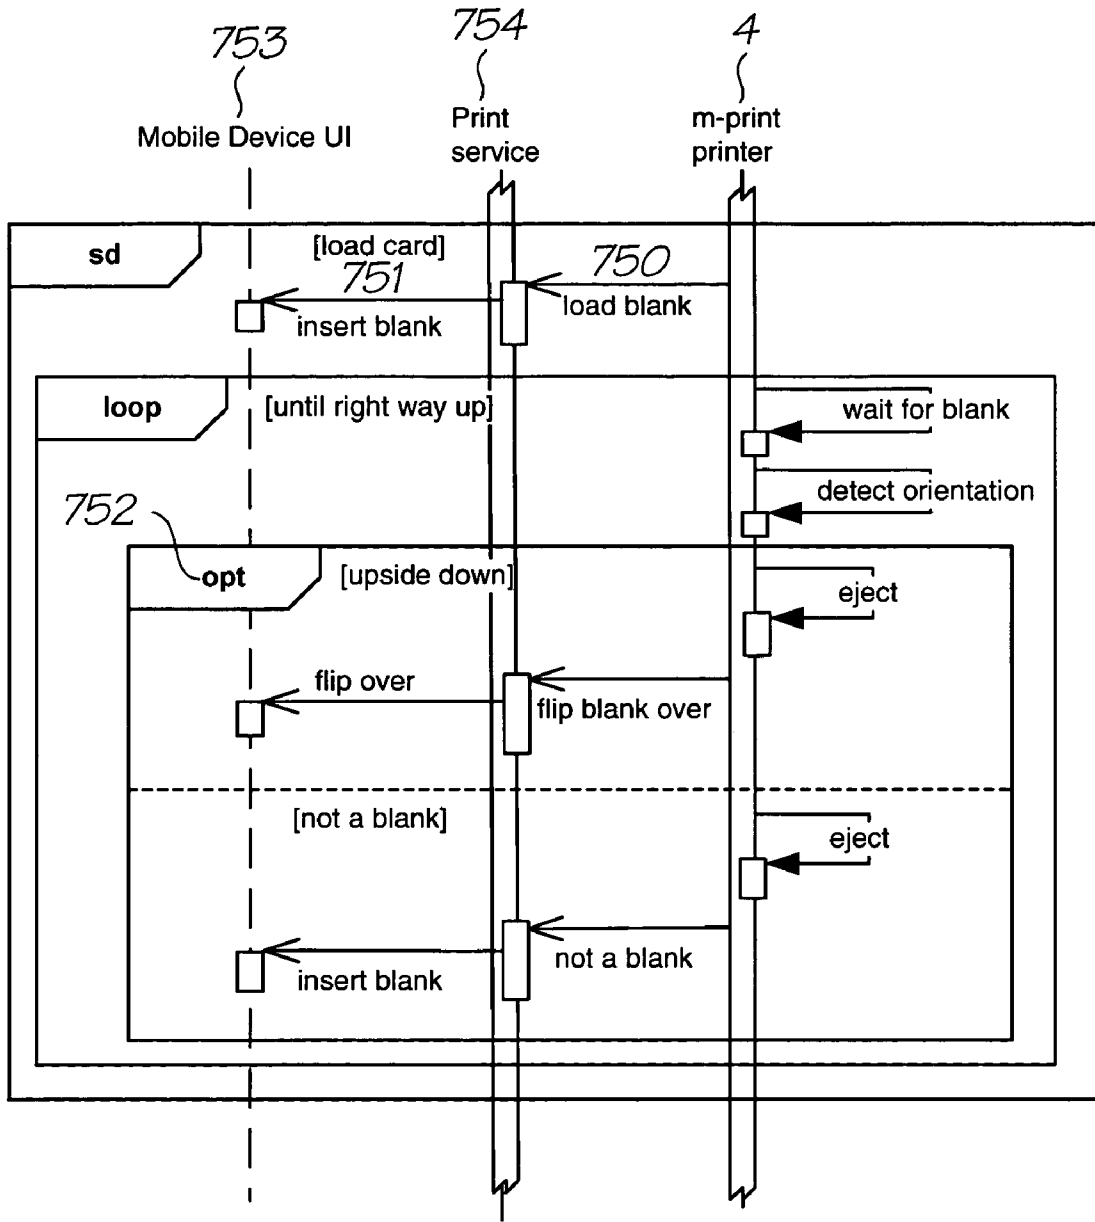 753
754
4
Mobile Device UI
Print
service
m-print
printer
sd
[load card]
751
750
insert blank
load blank
loop
[until right way up]
wait for blank
detect orientation
752
opt
[upside down]
eject
flip over
flip blank over
[not a blank]
eject
insert blank
not a blank